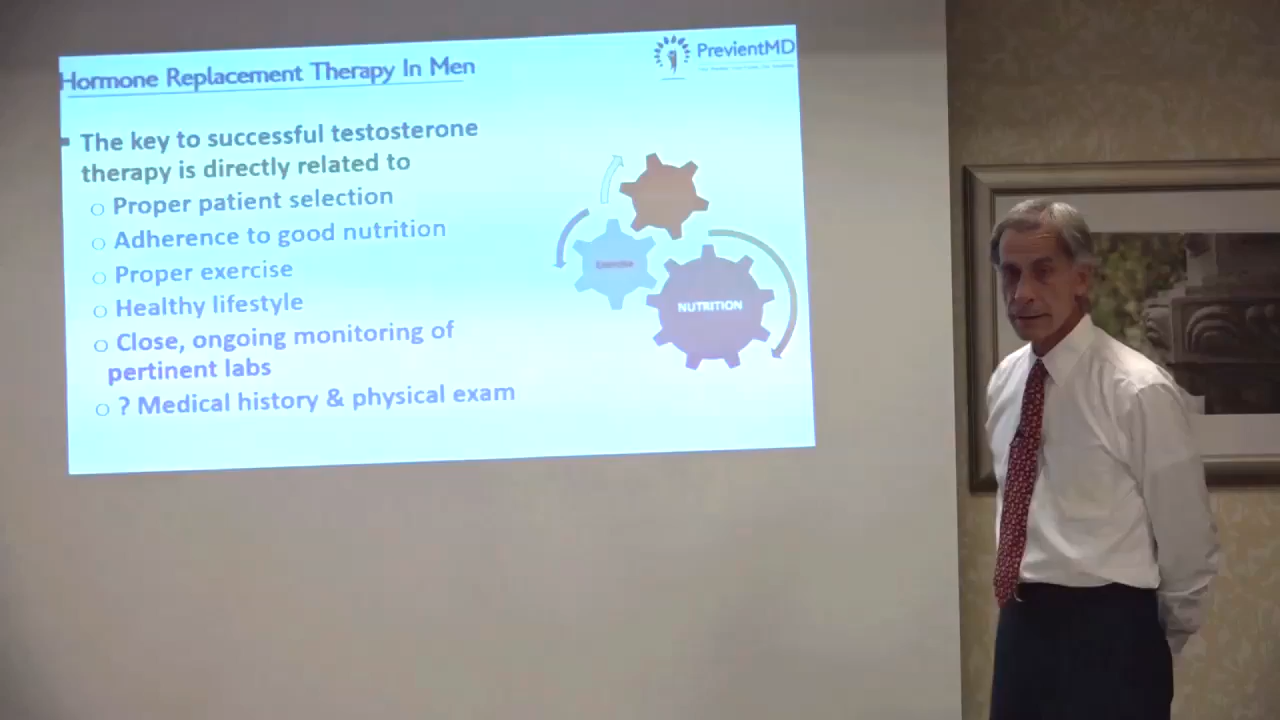 Hormone Replacement Therapy In Men
PrevientMD
The key to successful testosterone
therapy is directly related to
o Proper patient selection
o Adherence to good nutrition
o Proper exercise
o Healthy lifestyle
o Close, ongoing monitoring of
pertinent labs
o ? Medical history & physical exam
Exercise
NUTRITION